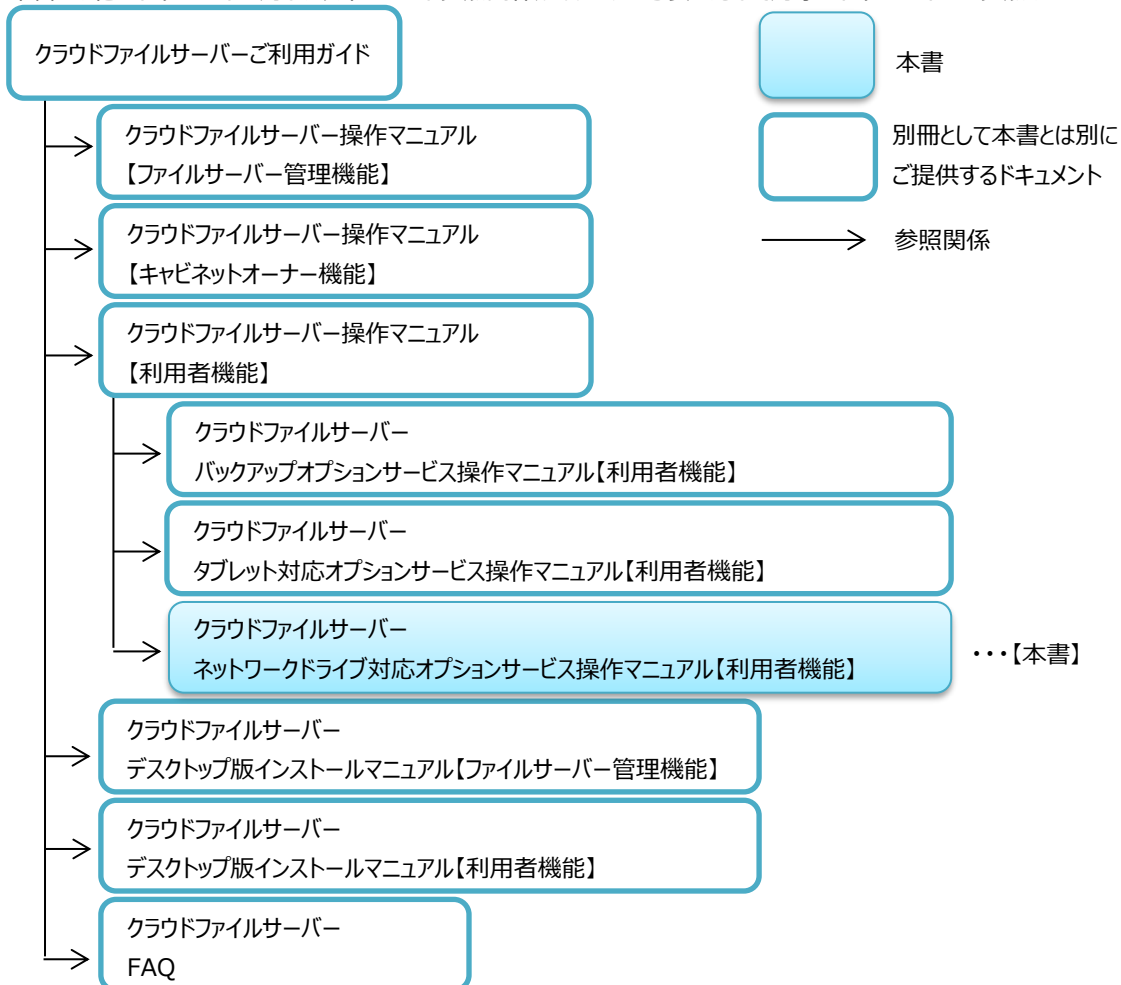 クラウドファイルサーバーご利用ガイド
本書
クラウドファイルサーバー操作マニュアル
【ファイルサーバー管理機能】
別冊として本書とは別に
ご提供するドキュメント
クラウドファイルサーバー操作マニュアル
【キャビネットオーナー機能】
参照関係
クラウドファイルサーバー操作マニュアル
【利用者機能】
クラウドファイルサーバー
バックアップオプションサービス操作マニュアル【利用者機能】
クラウドファイルサーバー
タブレット対応オプションサービス操作マニュアル【利用者機能】
クラウドファイルサーバー
ネットワークドライブ対応オプションサービス操作マニュアル【利用者機能】
・・・【本書】
クラウドファイルサーバー
デスクトップ版インストールマニュアル【ファイルサーバー管理機能】
クラウドファイルサーバー
デスクトップ版インストールマニュアル【利用者機能】
クラウドファイルサーバー
FAQ